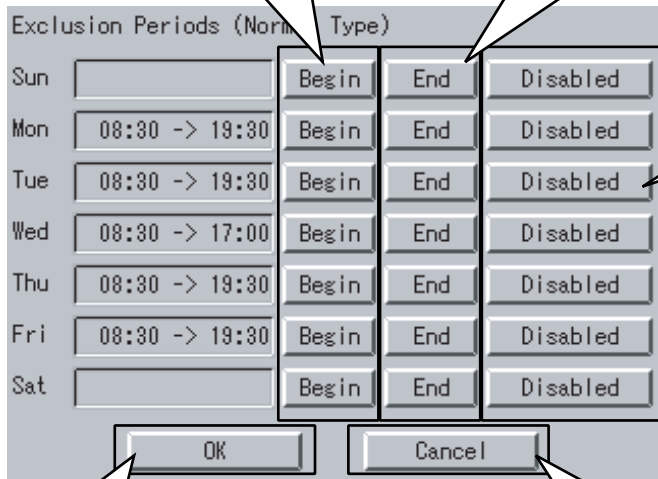 Exclusion Periods (Nor Type)
Sun Begin End Disabled
Mon 08:30 -> 19:30 Begin End Disabled
Tue 08:30 -> 19:30 Begin End Disabled
Wed 08:30 -> 17:00 Begin End Disabled
Thu 08:30 -> 19:30 Begin End Disabled
Fri 08:30 -> 19:30 Begin End Disabled
Sat Begin End Disabled
OK Cancel